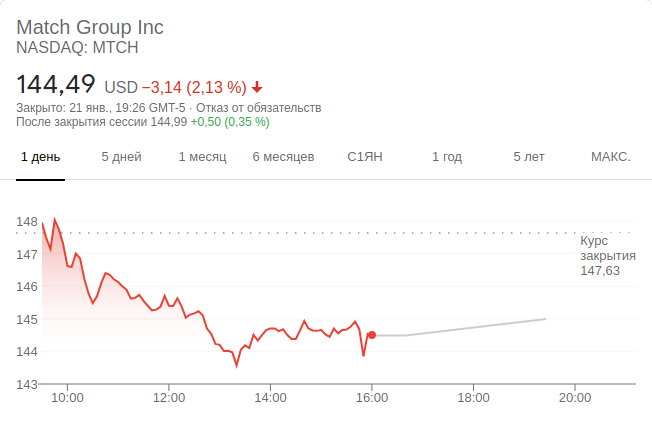 Match Group Inc
NASDAQ: MTCH
144,49 USD −3,14 (2,13 %)
Закрыто: 21 янв., 19:26 GMT-5 · Отказ от обязательств
После закрытия сессии 144,99 +0,50 (0,35 %)
1 день 5 дней 1 месяц 6 месяцев С1ЯН 1 год 5 лет МАКС.
148
147
146
145
144
143
Курс
закрытия
147,63
10:00 12:00 14:00 16:00 18:00 20:00